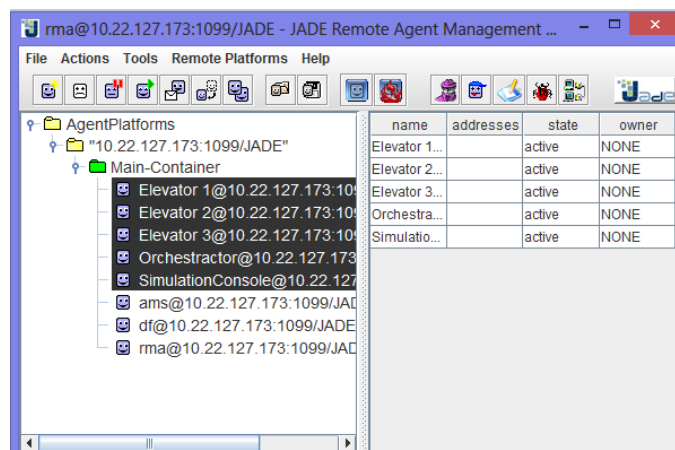 rma@10.22.127.173:1099/JADE - JADE Remote Agent Management ...
File Actions Tools Remote Platforms Help
Jade
AgentPlatforms
"10.22.127.173:1099/JADE"
Main-Container
Elevator 1@10.22.127.173:109
Elevator 2@10.22.127.173:109
Elevator 3@10.22.127.173:109
Orchestractor@10.22.127.173
SimulationConsole@10.22.127
ams@10.22.127.173:1099/JAD
df@10.22.127.173:1099/JADE
rma@10.22.127.173:1099/JAD
name addresses state owner
Elevator 1... active NONE
Elevator 2... active NONE
Elevator 3... active NONE
Orchestra... active NONE
Simulatio... active NONE